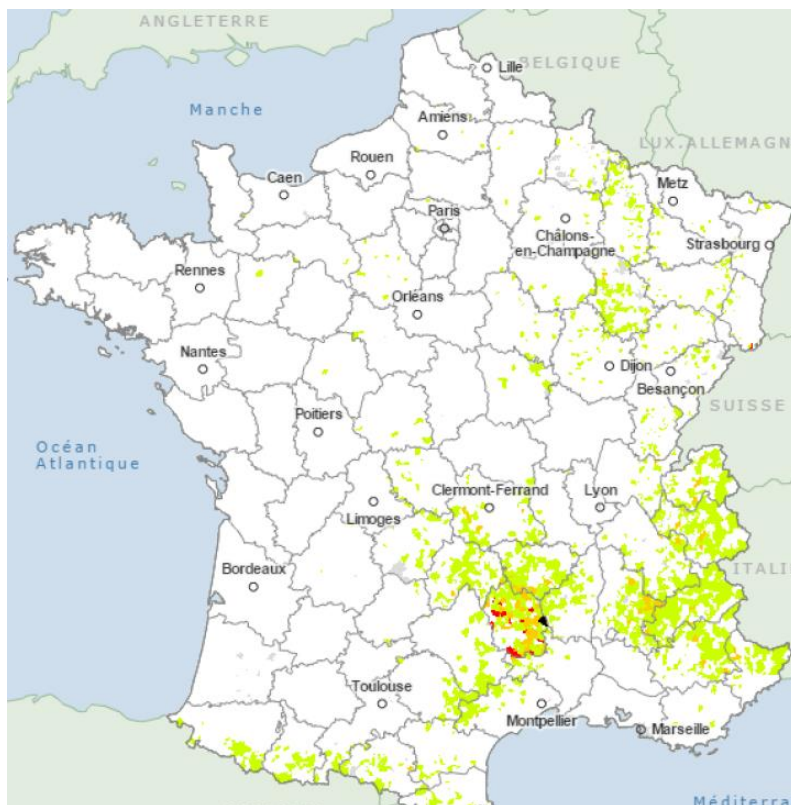 ANGLETERRE
Lille
BELGIQUE
Manche
Amiens
LUX.
ALLEMAGN
Rouen
Metz
Caen
Paris
Châlons-
en-Champagne
Strasbourg
Rennes
Orléans
Nantes
Dijon
Besançon
SUISSE
Poitiers
Océan
Atlantique
Clermont-Ferrand
Lyon
Limoges
Bordeaux
ITALI
Toulouse
Montpellier
Marseille
Méditerra